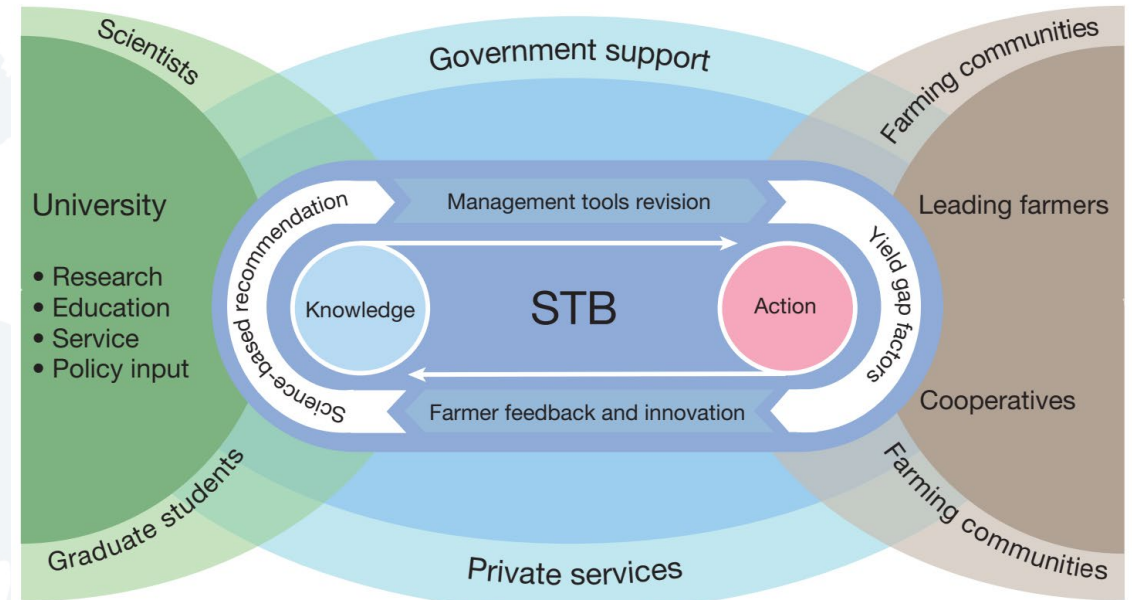 Scientists
Government support
Farming communities
University
• Research
• Education
• Service
• Policy input
Science-based recommendation
Management tools revision
Knowledge
STB
Action
Farmer feedback and innovation
Yield gap factors
Leading farmers
Cooperatives
Graduate students
Private services
Farming communities